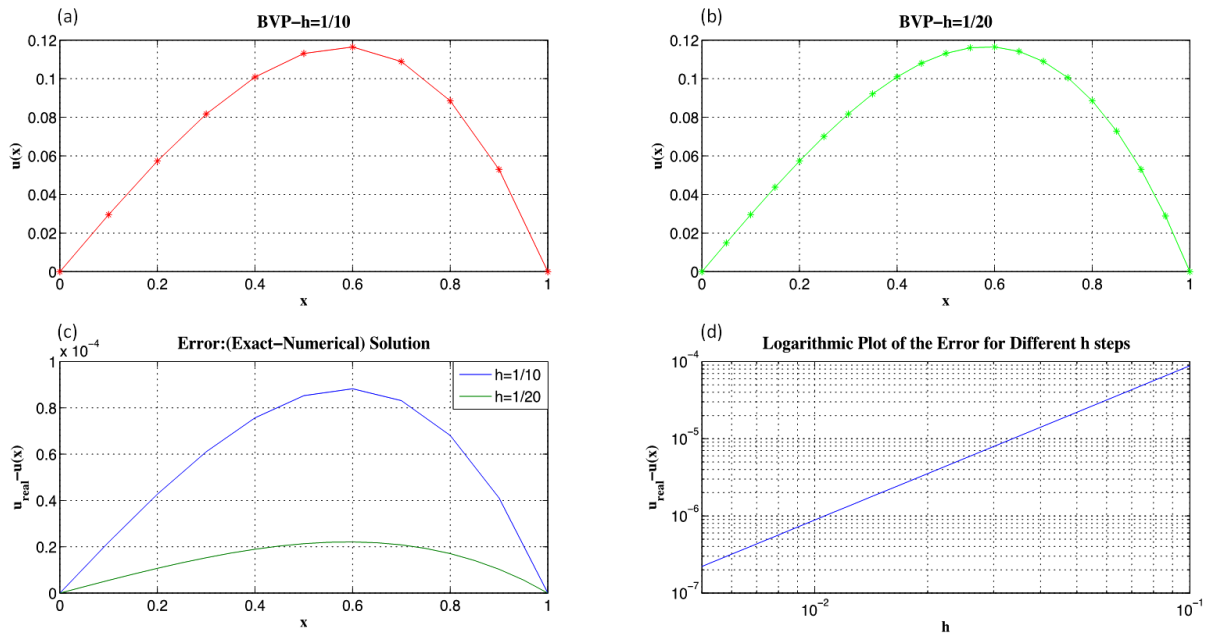 (a)
BVP−h=1/10
0.12
0.1
0.08
0.06
0.04
0.02
0
u(x)
0 0.2 0.4 0.6 0.8 1
x
(b)
BVP−h=1/20
0.12
0.1
0.08
0.06
0.04
0.02
0
u(x)
0 0.2 0.4 0.6 0.8 1
x
(c)
Error:(Exact−Numerical) Solution
x 10^−4
1
0.8
0.6
0.4
0.2
0
u_real−u(x)
h=1/10
h=1/20
0 0.2 0.4 0.6 0.8 1
x
(d)
Logarithmic Plot of the Error for Different h steps
10^−4
10^−5
10^−6
10^−7
u_real−u(x)
10^−2 10^−1
h